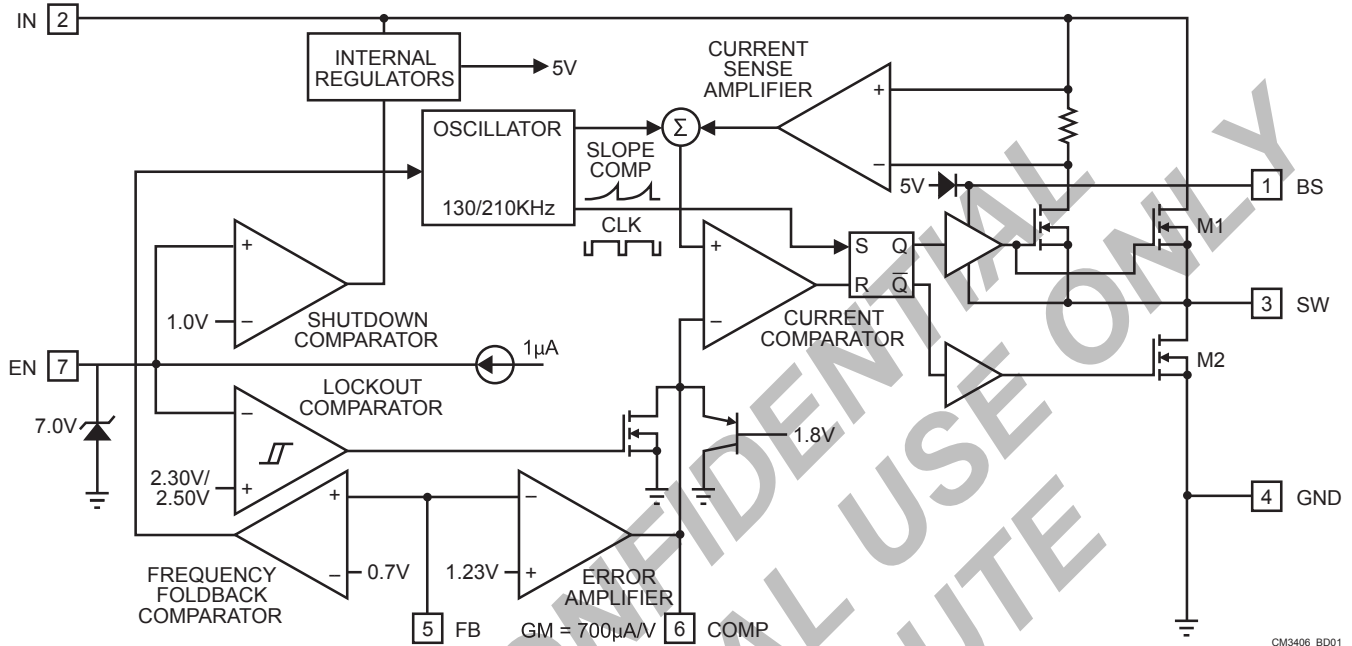 IN 2
INTERNAL
REGULATORS
5V
CURRENT
SENSE
AMPLIFIER
+
−
OSCILLATOR
130/210KHz
Σ
SLOPE
COMP
CLK
5V
1 BS
M1
+
−
1.0V
SHUTDOWN
COMPARATOR
+
−
CURRENT
COMPARATOR
S Q
R Q̅
3 SW
EN 7
1µA
M2
LOCKOUT
COMPARATOR
−
+
7.0V
2.30V/
2.50V
1.8V
4 GND
+
−
0.7V
FREQUENCY
FOLDBACK
COMPARATOR
−
+
1.23V
ERROR
AMPLIFIER
5 FB
GM = 700µA/V
6 COMP
CM3406_BD01
CONFIDENTIAL
USE ONLY